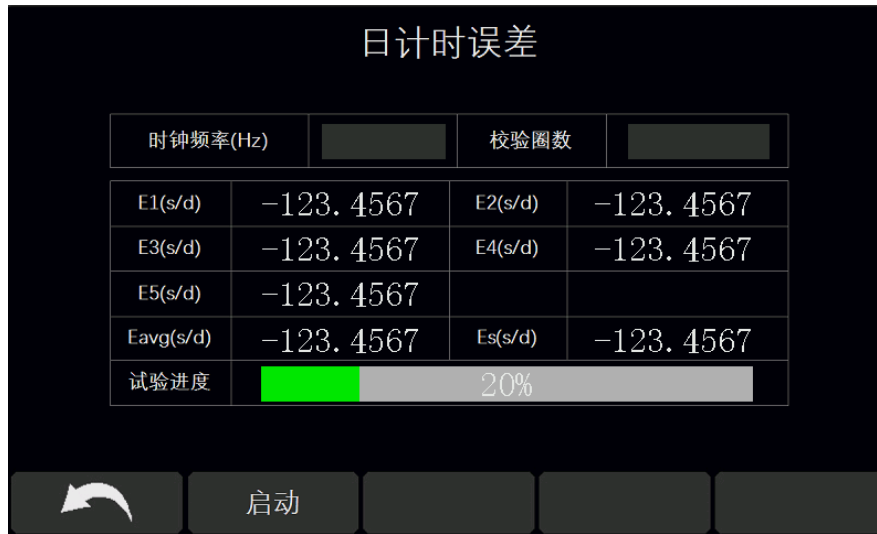 日计时误差
时钟频率(Hz) 校验圈数
E1(s/d) -123.4567 E2(s/d) -123.4567
E3(s/d) -123.4567 E4(s/d) -123.4567
E5(s/d) -123.4567
Eavg(s/d) -123.4567 Es(s/d) -123.4567
试验进度 20%
启动